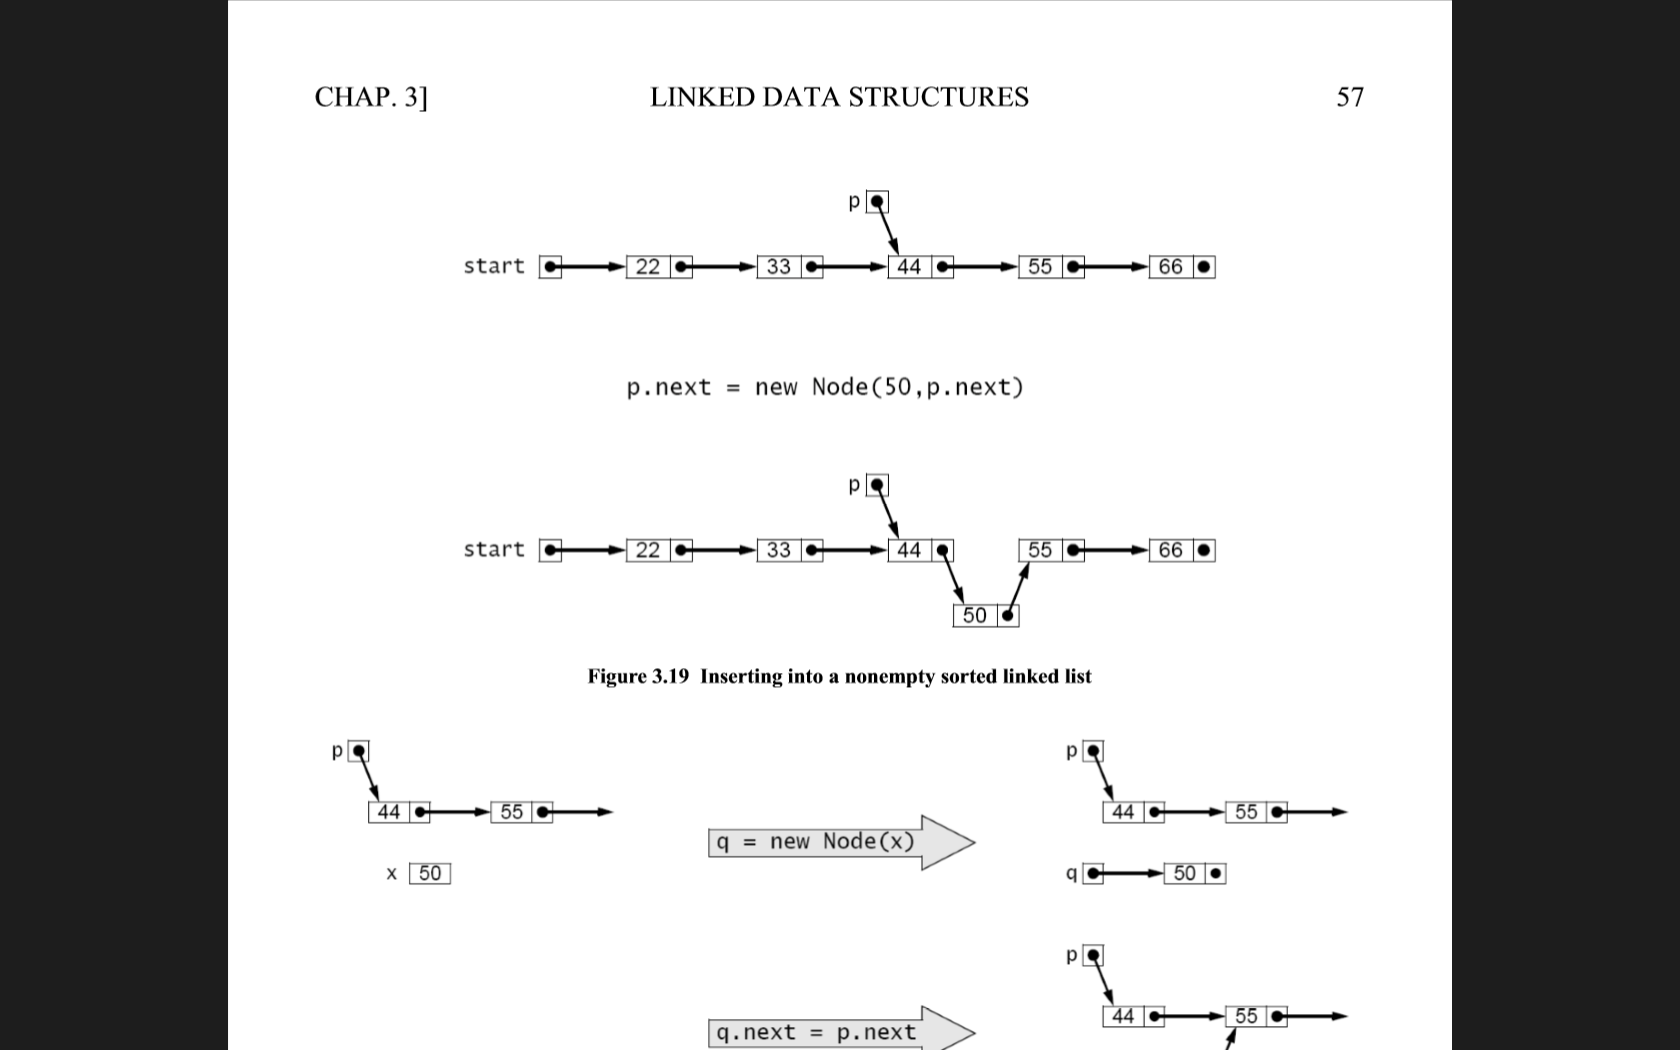 CHAP. 3] LINKED DATA STRUCTURES 57
p
start 22 33 44 55 66
p.next = new Node(50,p.next)
p
start 22 33 44 55 66
50
Figure 3.19 Inserting into a nonempty sorted linked list
p p
44 55 44 55
q = new Node(x)
x 50 q 50
p
44 55
q.next = p.next